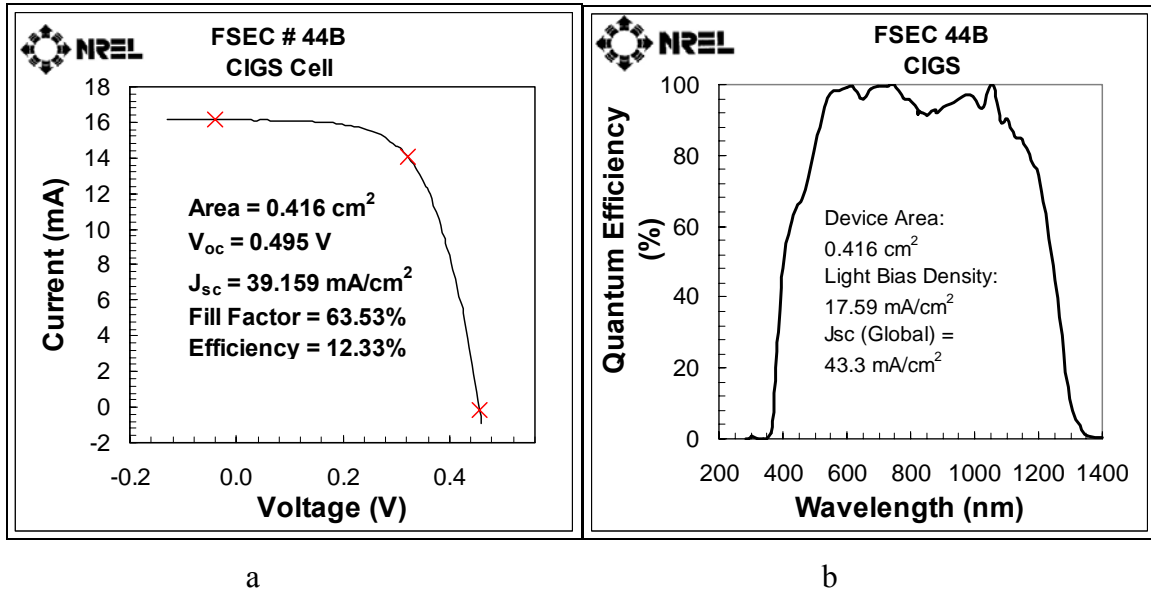 NREL
FSEC # 44B
CIGS Cell
18
16
14
12
10
8
6
4
2
0
-2
Current (mA)
Area = 0.416 cm²
Voc = 0.495 V
Jsc = 39.159 mA/cm²
Fill Factor = 63.53%
Efficiency = 12.33%
-0.2 0.0 0.2 0.4
Voltage (V)
a
NREL
FSEC 44B
CIGS
100
80
60
40
20
0
Quantum Efficiency
(%)
Device Area:
0.416 cm²
Light Bias Density:
17.59 mA/cm²
Jsc (Global) =
43.3 mA/cm²
200 400 600 800 1000 1200 1400
Wavelength (nm)
b